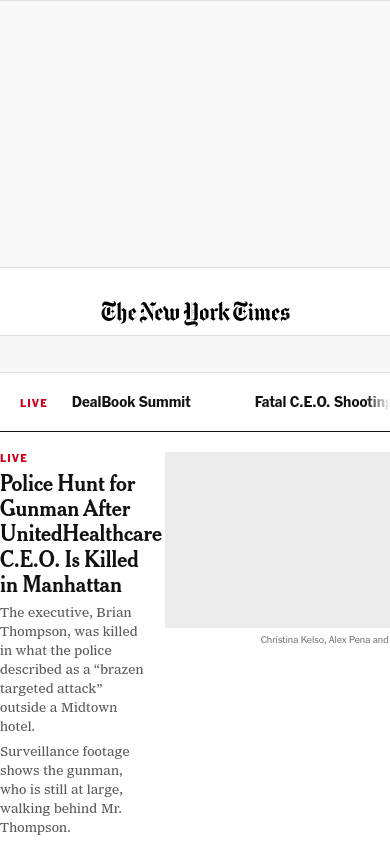 The New York Times
LIVE DealBook Summit Fatal C.E.O. Shooting
LIVE
Police Hunt for
Gunman After
UnitedHealthcare
C.E.O. Is Killed
in Manhattan
The executive, Brian
Thompson, was killed
in what the police
described as a “brazen
targeted attack”
outside a Midtown
hotel.
Surveillance footage
shows the gunman,
who is still at large,
walking behind Mr.
Thompson.
Christina Kelso, Alex Pena and